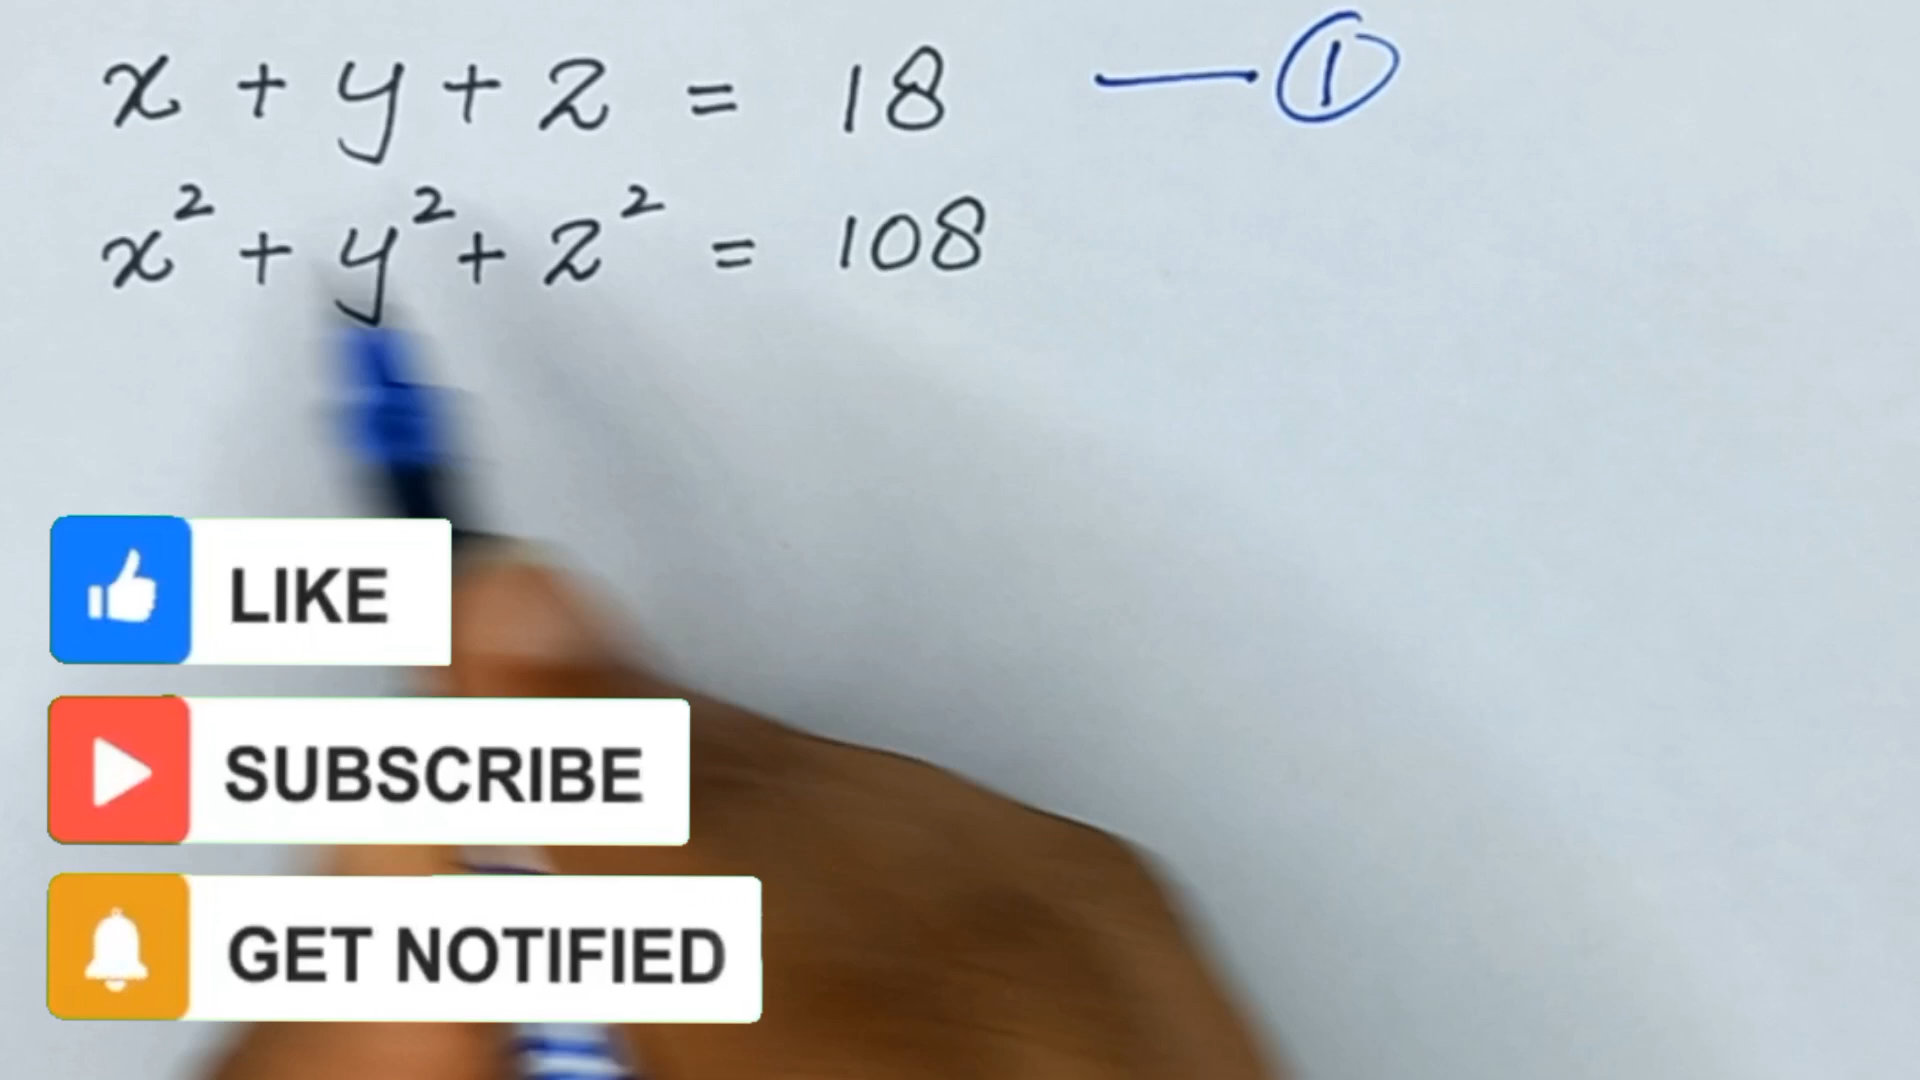 x + y + z = 18 — ①
x² + y² + z² = 108
LIKE
SUBSCRIBE
GET NOTIFIED